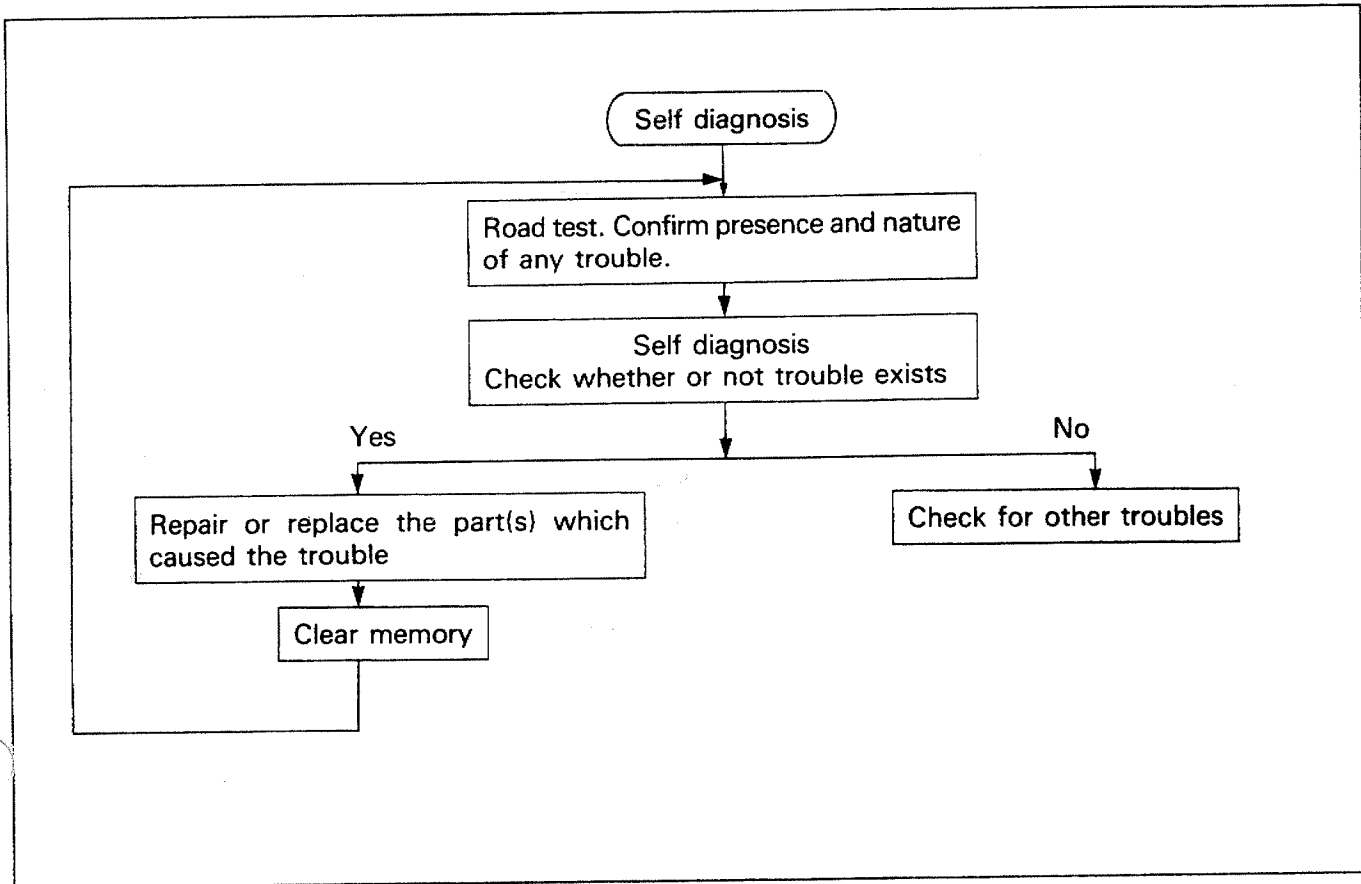 Self diagnosis
Road test. Confirm presence and nature
of any trouble.
Self diagnosis
Check whether or not trouble exists
Yes
No
Repair or replace the part(s) which
caused the trouble
Check for other troubles
Clear memory